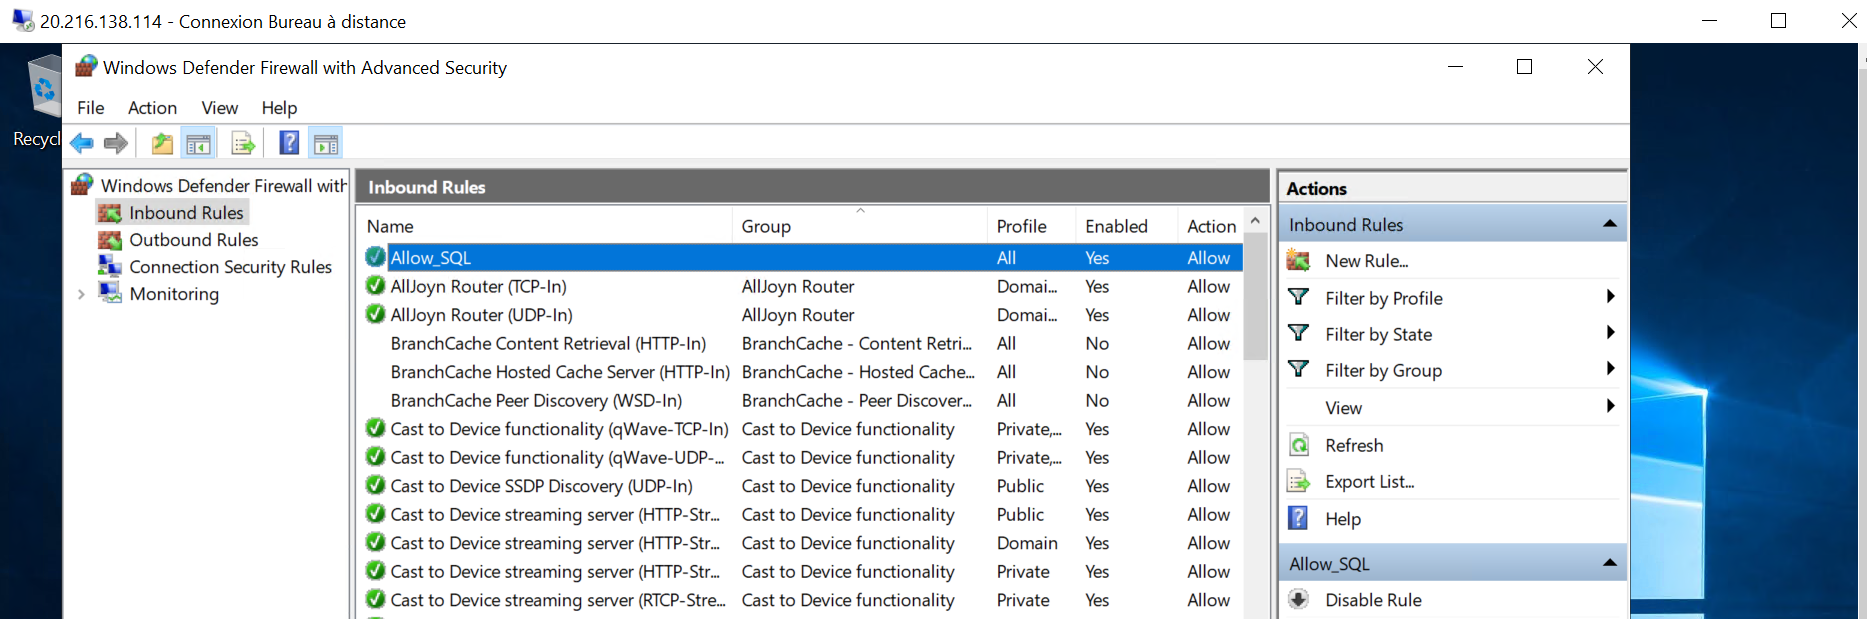 20.216.138.114 - Connexion Bureau à distance
Recycl
Windows Defender Firewall with Advanced Security
File Action View Help
Windows Defender Firewall with
Inbound Rules
Outbound Rules
Connection Security Rules
Monitoring
Inbound Rules
Name Group Profile Enabled Action
Allow_SQL All Yes Allow
AllJoyn Router (TCP-In) AllJoyn Router Domai... Yes Allow
AllJoyn Router (UDP-In) AllJoyn Router Domai... Yes Allow
BranchCache Content Retrieval (HTTP-In) BranchCache - Content Retri... All No Allow
BranchCache Hosted Cache Server (HTTP-In) BranchCache - Hosted Cache... All No Allow
BranchCache Peer Discovery (WSD-In) BranchCache - Peer Discover... All No Allow
Cast to Device functionality (qWave-TCP-In) Cast to Device functionality Private,... Yes Allow
Cast to Device functionality (qWave-UDP-... Cast to Device functionality Private,... Yes Allow
Cast to Device SSDP Discovery (UDP-In) Cast to Device functionality Public Yes Allow
Cast to Device streaming server (HTTP-Str... Cast to Device functionality Public Yes Allow
Cast to Device streaming server (HTTP-Str... Cast to Device functionality Domain Yes Allow
Cast to Device streaming server (HTTP-Str... Cast to Device functionality Private Yes Allow
Cast to Device streaming server (RTCP-Stre... Cast to Device functionality Private Yes Allow
Actions
Inbound Rules
New Rule...
Filter by Profile
Filter by State
Filter by Group
View
Refresh
Export List...
Help
Allow_SQL
Disable Rule